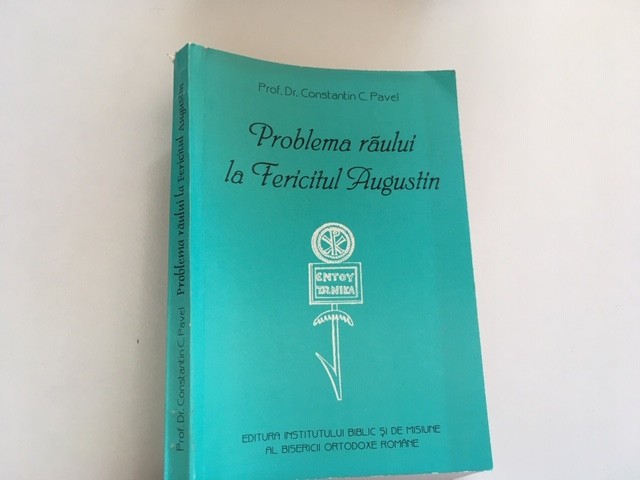 Prof. Dr. Constantin C. Pavel
Problema răului
la Fericitul Augustin
ENTOY
EDITURA INSTITUTULUI BIBLIC ȘI DE MISIUNE
AL BISERICII ORTODOXE ROMÂNE
Prof. Dr. Constantin C. Pavel Problema răului la Fericitul Augustin